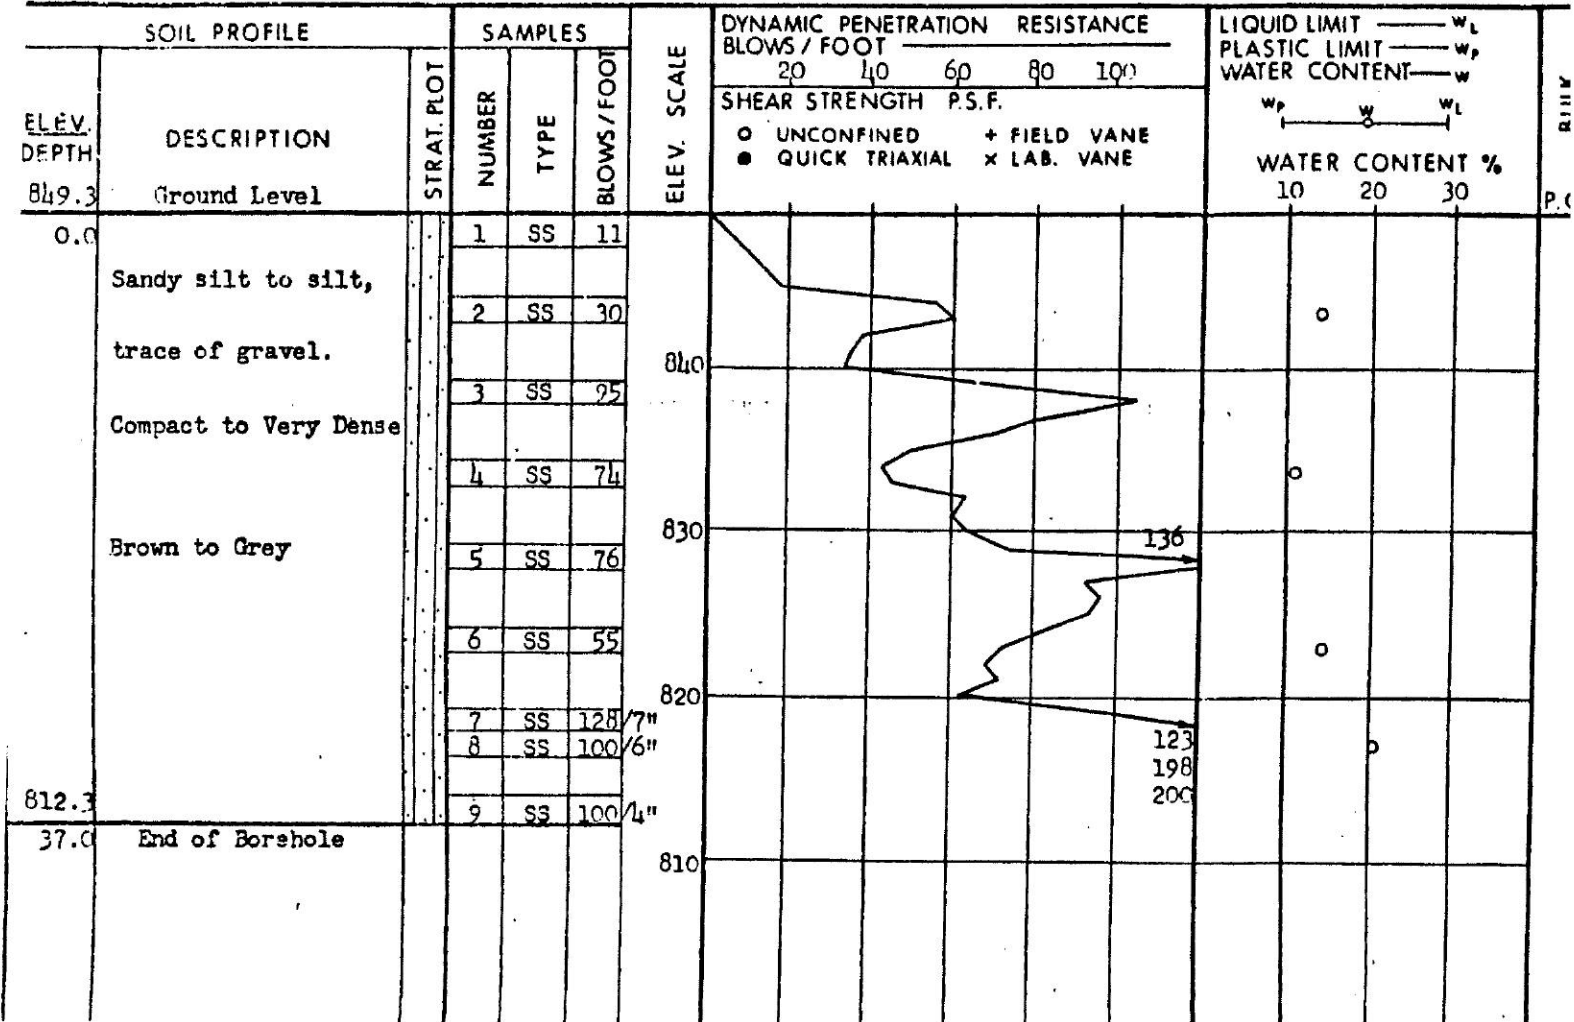 SOIL PROFILE
SAMPLES
ELEV. SCALE
DYNAMIC PENETRATION RESISTANCE
BLOWS / FOOT
20 40 60 80 100
SHEAR STRENGTH P.S.F.
o UNCONFINED + FIELD VANE
● QUICK TRIAXIAL x LAB. VANE
LIQUID LIMIT wL
PLASTIC LIMIT wP
WATER CONTENT w
wP w wL
WATER CONTENT %
10 20 30
P.C
ELEV.
DEPTH
DESCRIPTION
STRAT. PLOT
NUMBER
TYPE
BLOWS / FOOT
849.3 Ground Level
0.0
1 SS 11
Sandy silt to silt,
2 SS 30
trace of gravel.
840
3 SS 95
Compact to Very Dense
4 SS 74
830
136
Brown to Grey
5 SS 76
6 SS 55
820
7 SS 128/7"
8 SS 100/6"
123
198
200
812.3
9 SS 100/4"
37.0 End of Borehole
810